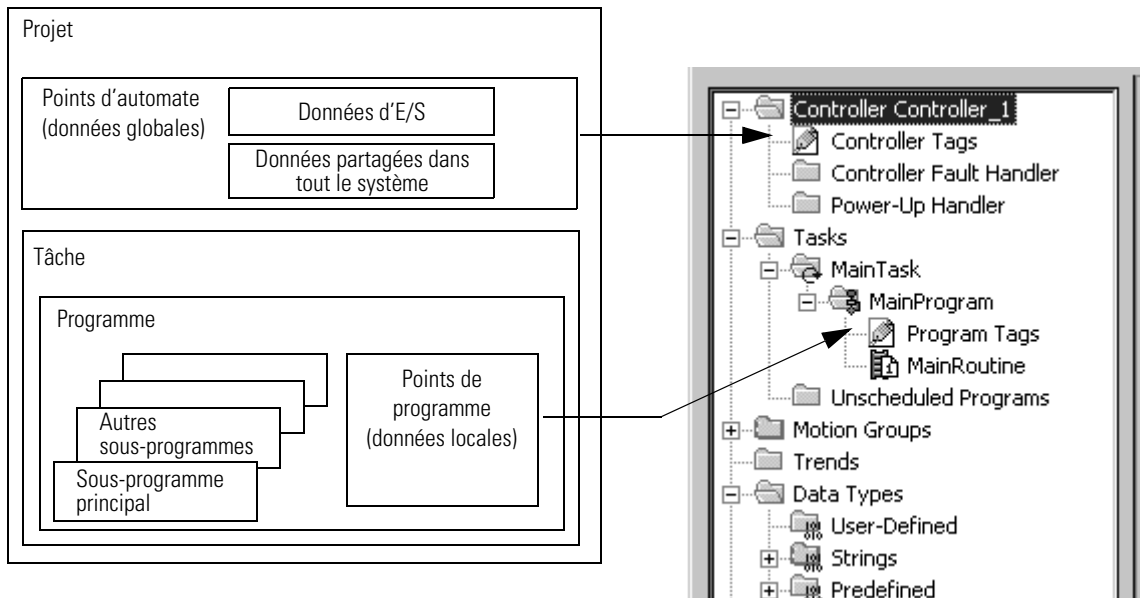 Projet
Points d'automate
(données globales)
Données d'E/S
Données partagées dans
tout le système
Tâche
Programme
Autres
sous-programmes
Sous-programme
principal
Points de
programme
(données locales)
Controller Controller_1
Controller Tags
Controller Fault Handler
Power-Up Handler
Tasks
MainTask
MainProgram
Program Tags
MainRoutine
Unscheduled Programs
Motion Groups
Trends
Data Types
User-Defined
Strings
Predefined